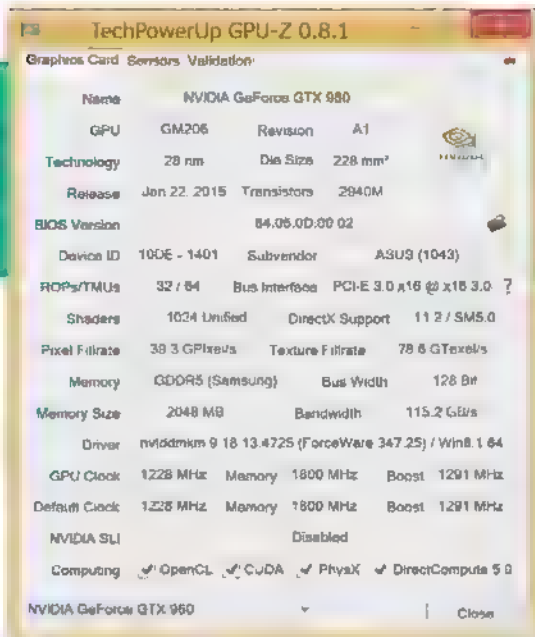 TechPowerUp GPU-Z 0.8.1
Graphics Card Sensors Validation
Name NVIDIA GeForce GTX 960
GPU GM206 Revision A1
NVIDIA
Technology 28 nm Die Size 228 mm²
Release Jan 22, 2015 Transistors 2940M
BIOS Version 84.06.0D.00.02
Device ID 10DE - 1401 Subvendor ASUS (1043)
ROPs/TMUs 32 / 64 Bus Interface PCI-E 3.0 x16 @ x16 3.0 ?
Shaders 1024 Unified DirectX Support 11.2 / SM5.0
Pixel Fillrate 39.3 GPixel/s Texture Fillrate 78.6 GTexel/s
Memory GDDR5 (Samsung) Bus Width 128 Bit
Memory Size 2048 MB Bandwidth 115.2 GB/s
Driver nvlddmkm 9.18.13.4725 (ForceWare 347.25) / Win8.1 64
GPU Clock 1228 MHz Memory 1800 MHz Boost 1291 MHz
Default Clock 1228 MHz Memory 1800 MHz Boost 1291 MHz
NVIDIA SLI Disabled
Computing OpenCL CUDA PhysX DirectCompute 5.0
NVIDIA GeForce GTX 960 Close